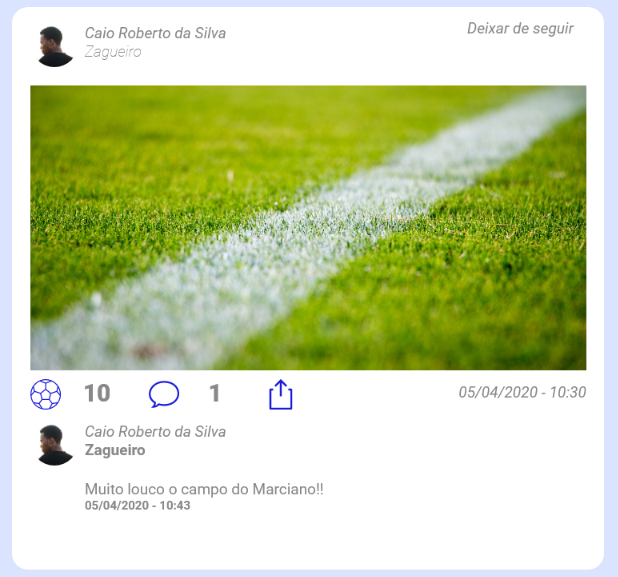 Caio Roberto da Silva
Deixar de seguir
Zagueiro
10
1
05/04/2020 - 10:30
Caio Roberto da Silva
Zagueiro
Muito louco o campo do Marciano!!
05/04/2020 - 10:43